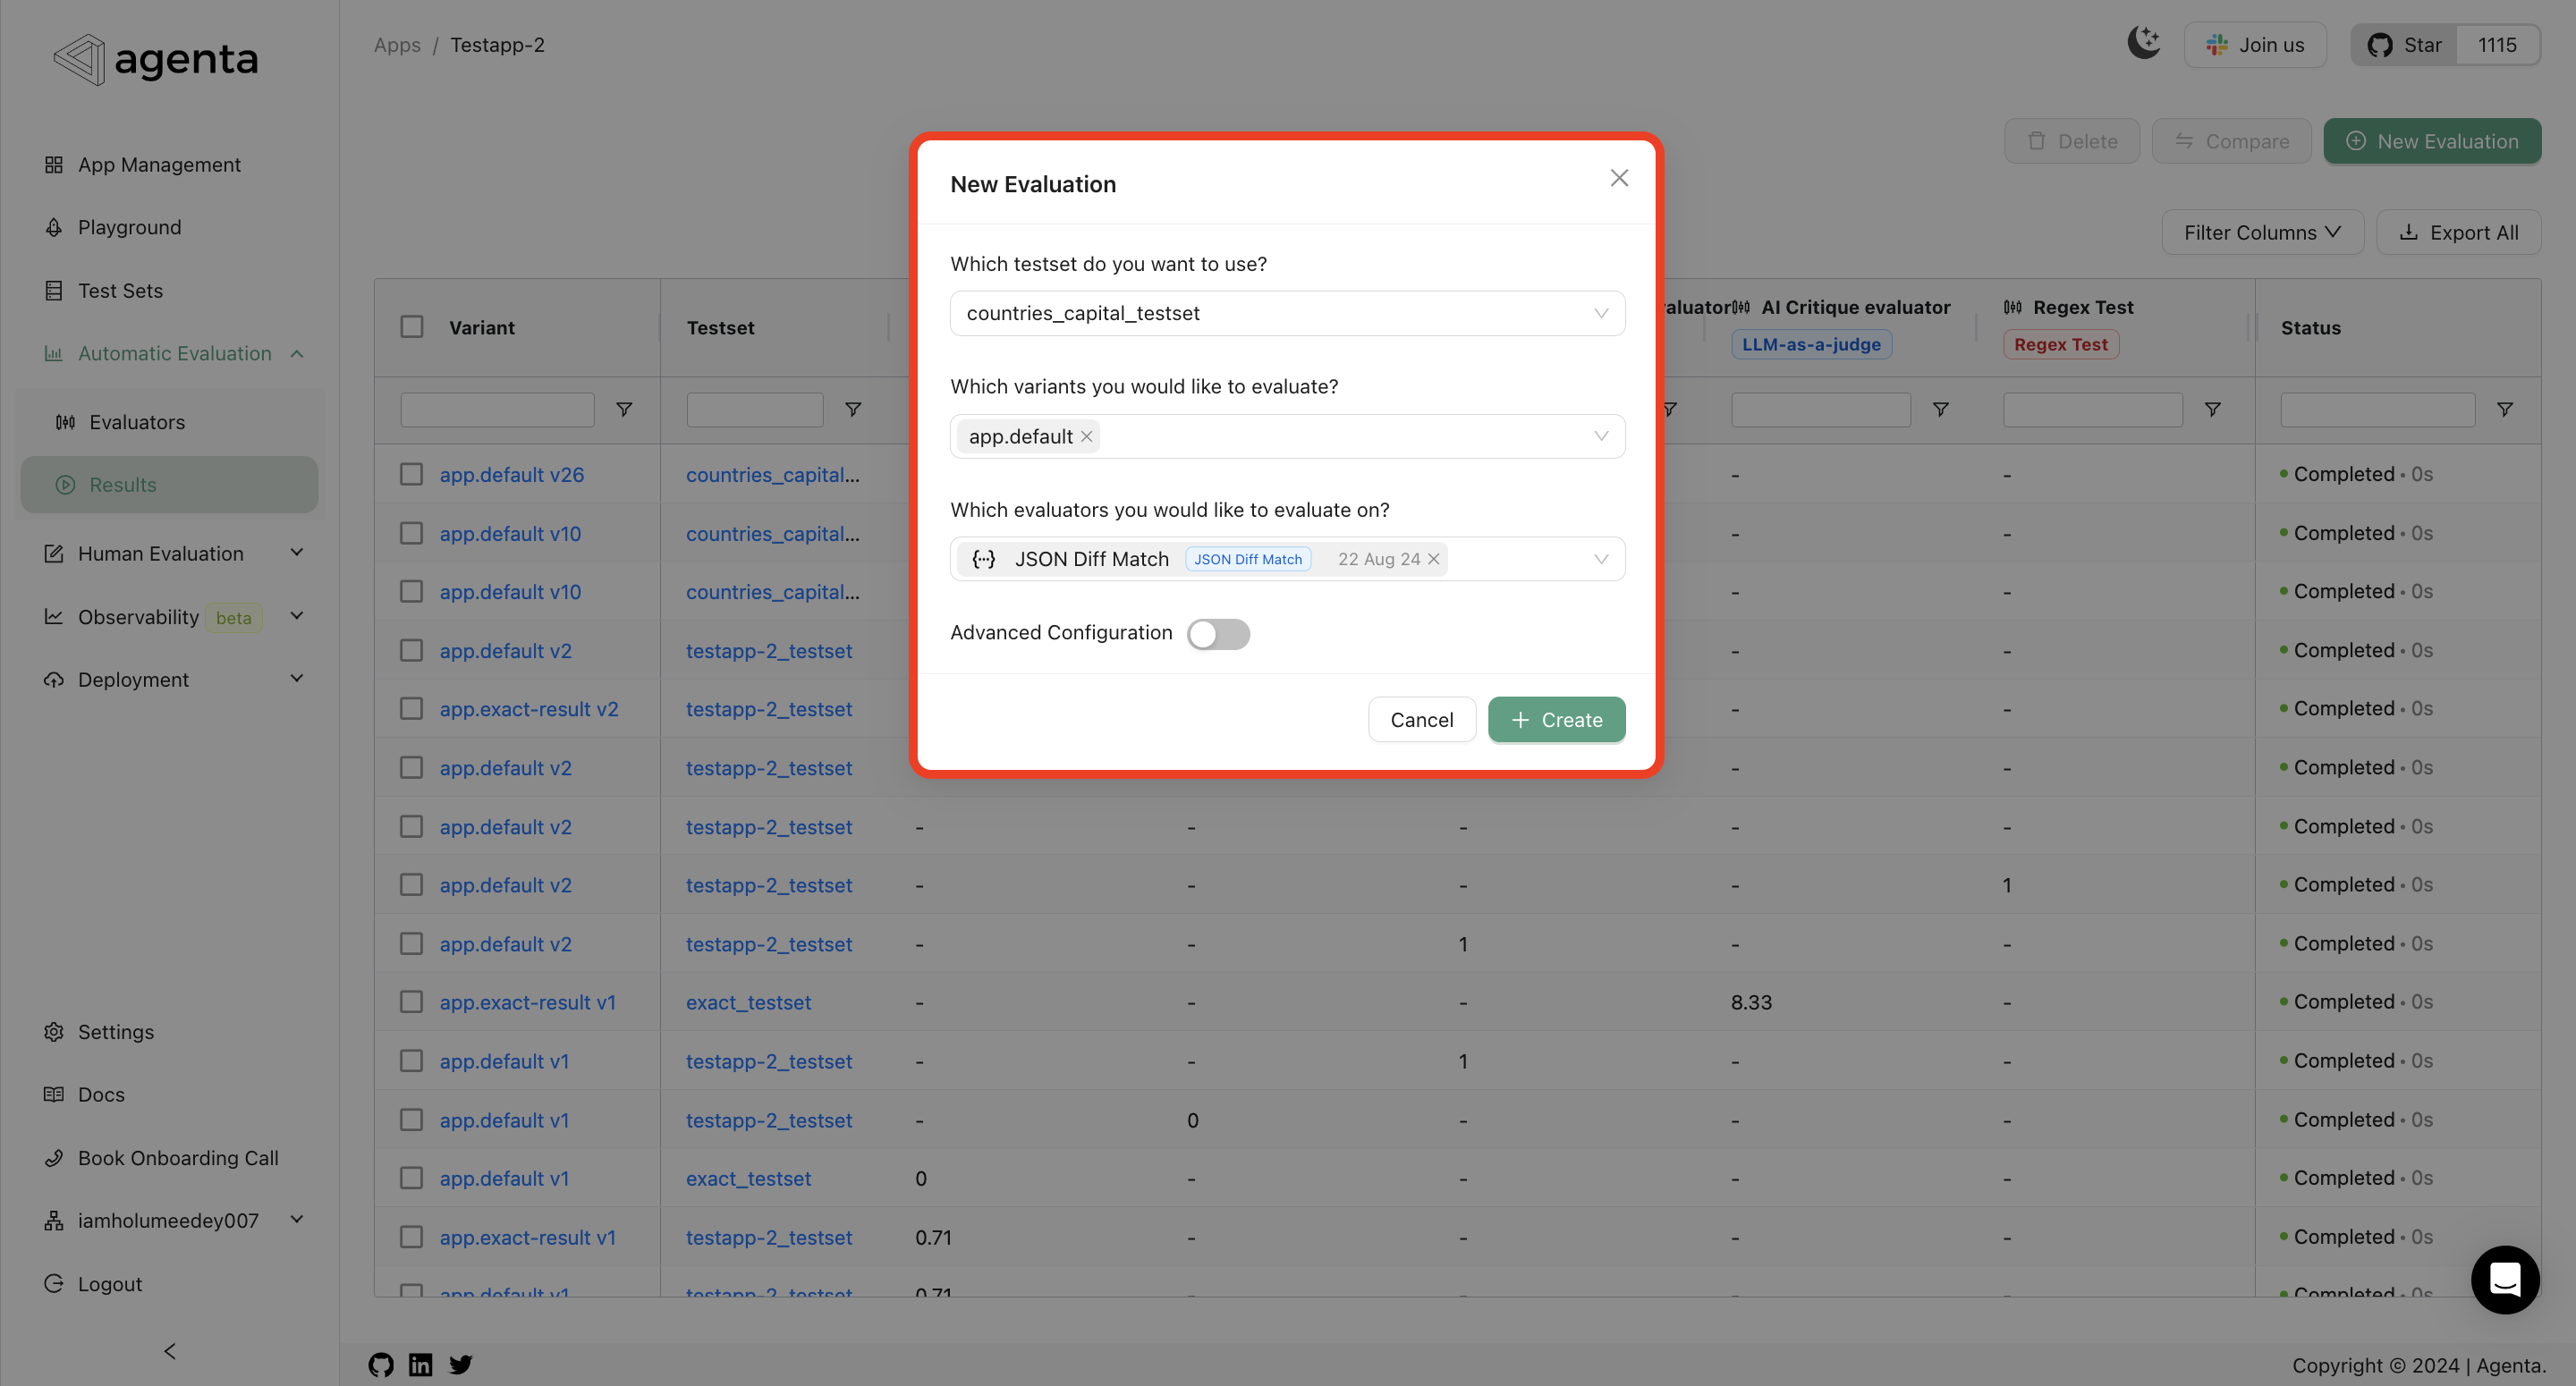 agenta
Apps / Testapp-2
Join us
Star 1115
App Management
Playground
Test Sets
Automatic Evaluation
Evaluators
Results
Human Evaluation
Observability beta
Deployment
Settings
Docs
Book Onboarding Call
iamholumeedey007
Logout
Delete Compare New Evaluation
Filter Columns Export All
New Evaluation
Which testset do you want to use?
countries_capital_testset
Which variants you would like to evaluate?
app.default
Which evaluators you would like to evaluate on?
JSON Diff Match JSON Diff Match 22 Aug 24
Advanced Configuration
Cancel Create
Variant Testset AI Critique evaluator LLM-as-a-judge Regex Test Regex Test Status
app.default v26 countries_capital... - - Completed • 0s
app.default v10 countries_capital... - - Completed • 0s
app.default v10 countries_capital... - - Completed • 0s
app.default v2 testapp-2_testset - - Completed • 0s
app.exact-result v2 testapp-2_testset - - Completed • 0s
app.default v2 testapp-2_testset - - Completed • 0s
app.default v2 testapp-2_testset - - - - - Completed • 0s
app.default v2 testapp-2_testset - - - - 1 Completed • 0s
app.default v2 testapp-2_testset - - 1 - - Completed • 0s
app.exact-result v1 exact_testset - - - 8.33 - Completed • 0s
app.default v1 testapp-2_testset - - 1 - - Completed • 0s
app.default v1 testapp-2_testset - 0 - - - Completed • 0s
app.default v1 exact_testset 0 - - - - Completed • 0s
app.exact-result v1 testapp-2_testset 0.71 - - - - Completed • 0s
app.default v1 testapp-2_testset 0.71 - - - - Completed • 0s
Copyright © 2024 | Agenta.